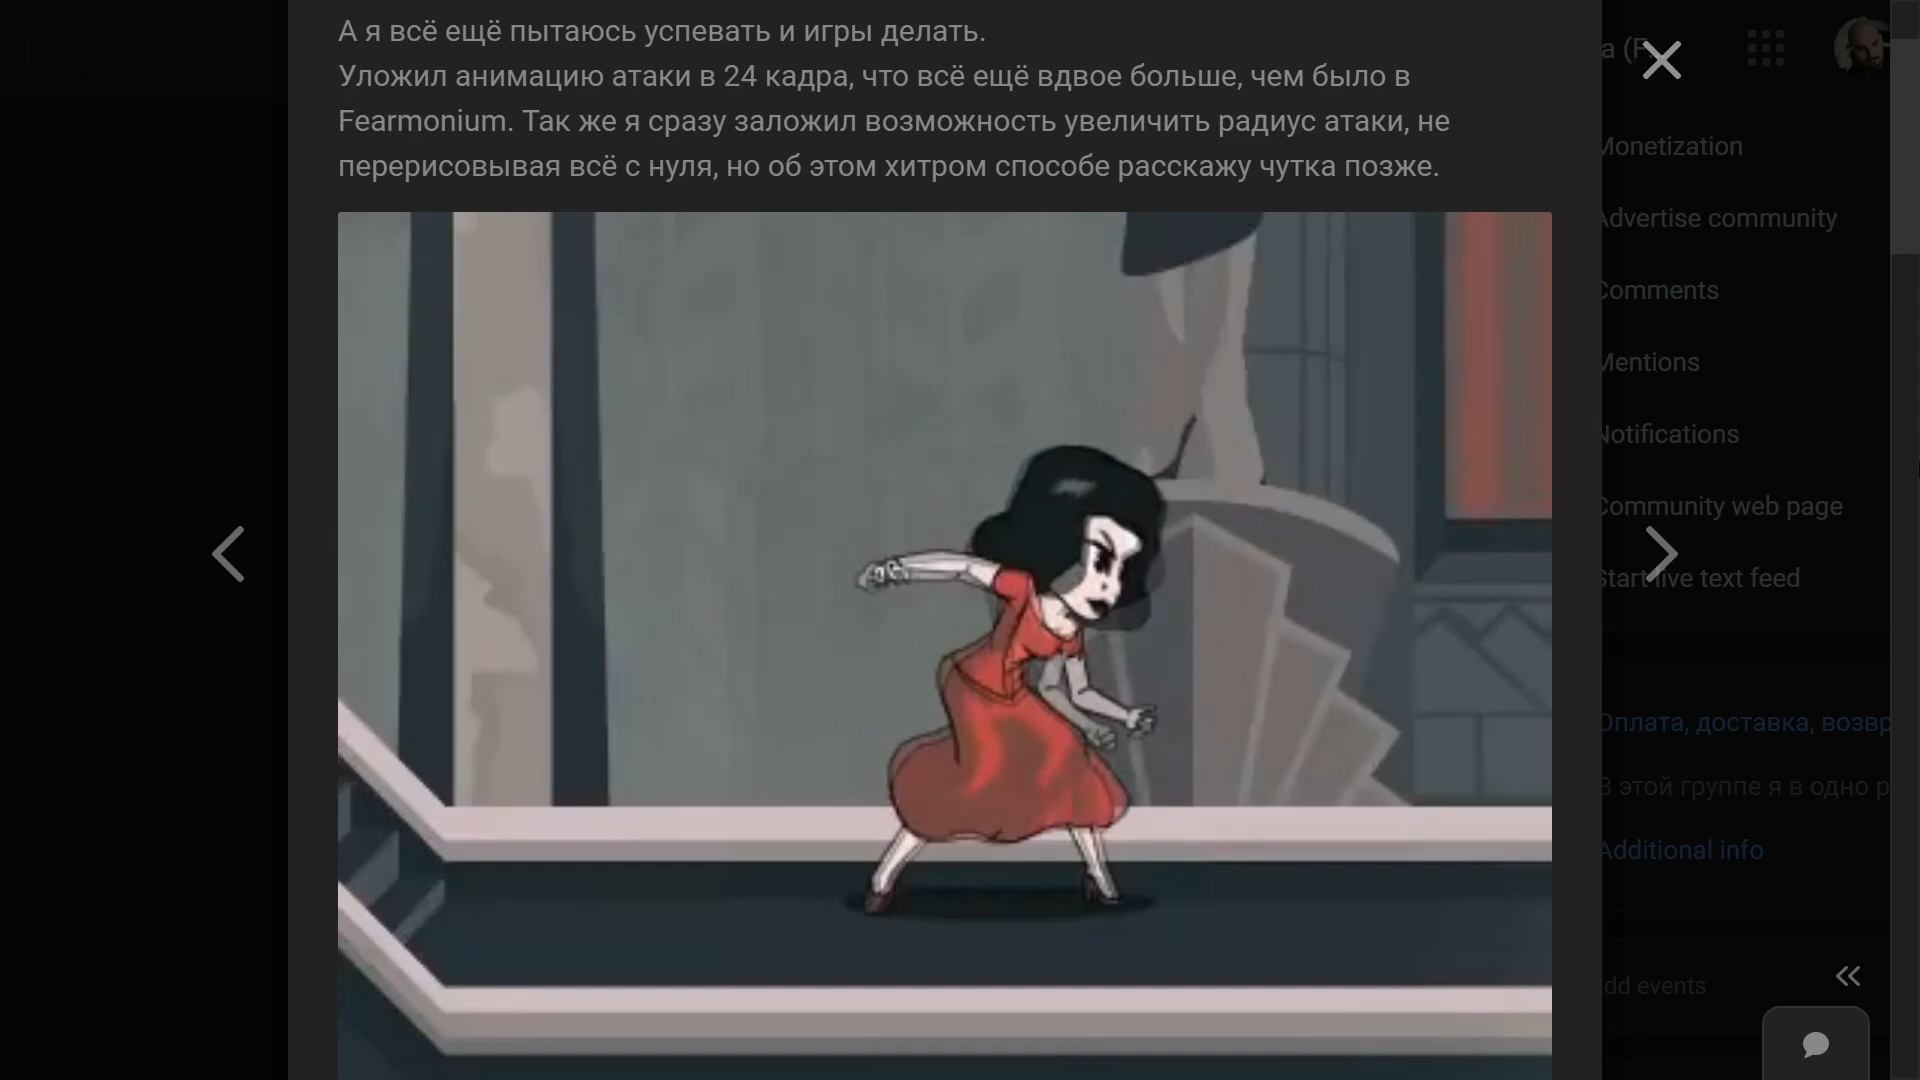 А я всё ещё пытаюсь успевать и игры делать.
Уложил анимацию атаки в 24 кадра, что всё ещё вдвое больше, чем было в
Fearmonium. Так же я сразу заложил возможность увеличить радиус атаки, не
перерисовывая всё с нуля, но об этом хитром способе расскажу чутка позже.
a (F
Monetization
Advertise community
Comments
Mentions
Notifications
Community web page
Start live text feed
Оплата, доставка, возвр
В этой группе я в одно р
Additional info
dd events